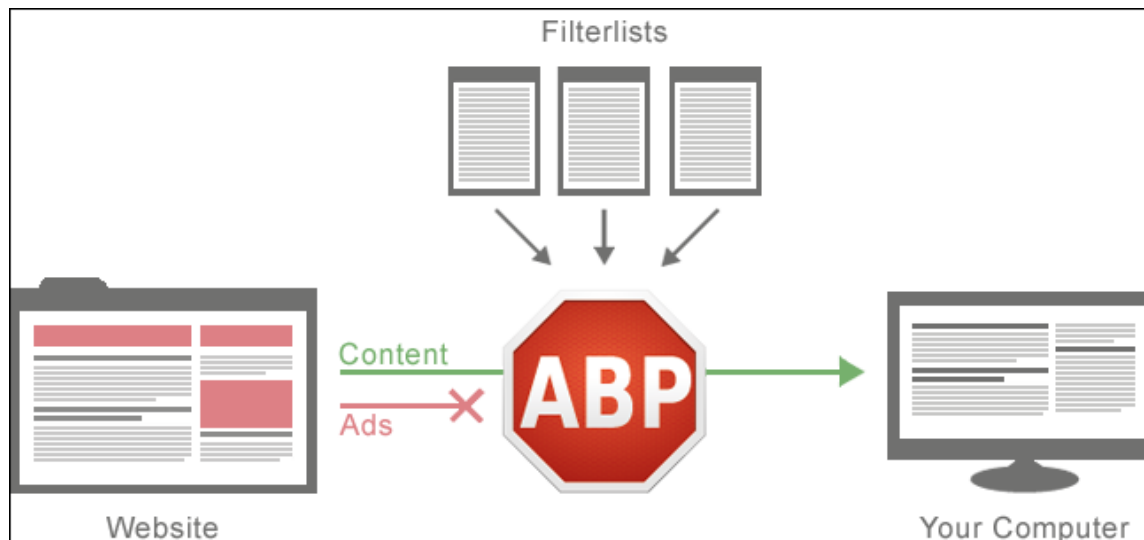 Filterlists
Content
Ads
ABP
Website
Your Computer